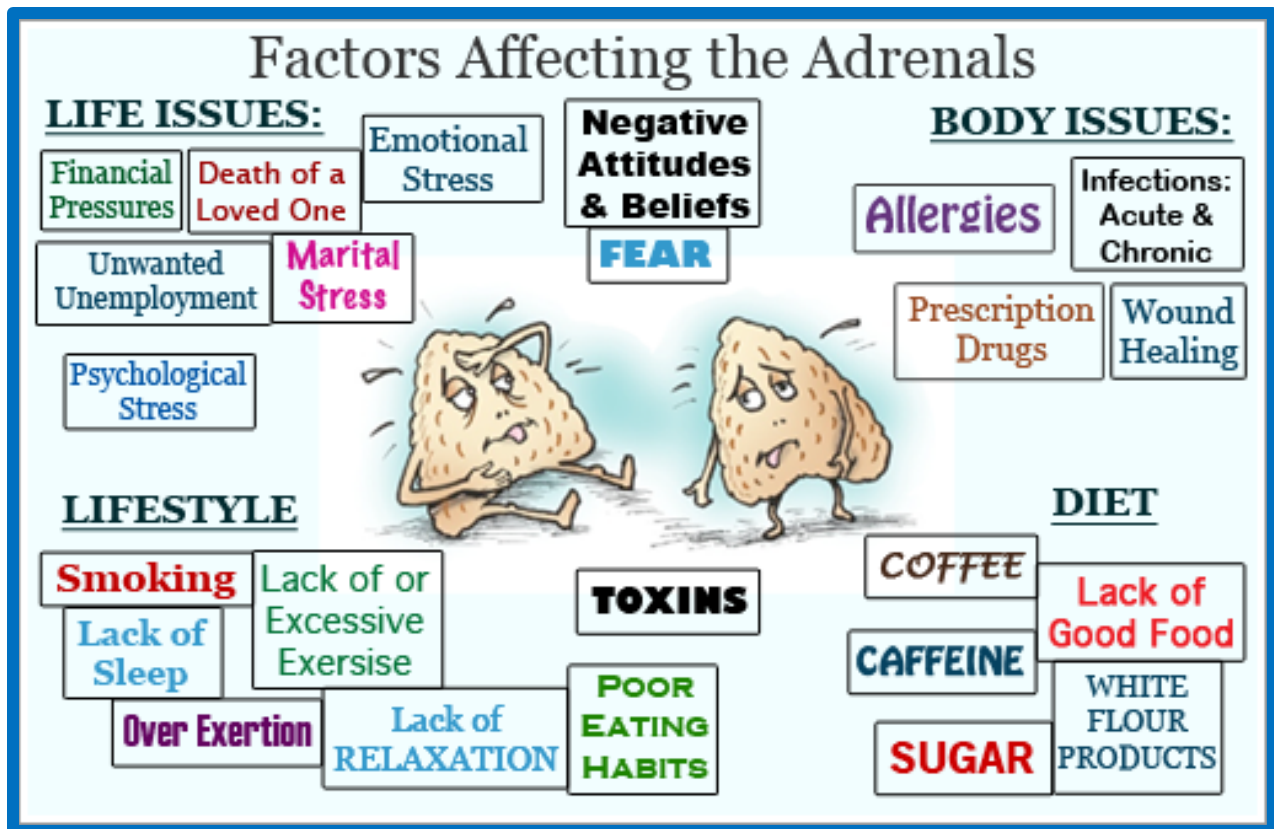 Factors Affecting the Adrenals
LIFE ISSUES:
Financial
Pressures
Death of a
Loved One
Emotional
Stress
Unwanted
Unemployment
Marital
Stress
Psychological
Stress
Negative
Attitudes
& Beliefs
FEAR
BODY ISSUES:
Allergies
Infections:
Acute &
Chronic
Prescription
Drugs
Wound
Healing
LIFESTYLE
Smoking
Lack of or
Excessive
Exersise
Lack of
Sleep
Over Exertion
Lack of
RELAXATION
POOR
EATING
HABITS
TOXINS
DIET
COFFEE
Lack of
Good Food
CAFFEINE
WHITE
FLOUR
PRODUCTS
SUGAR